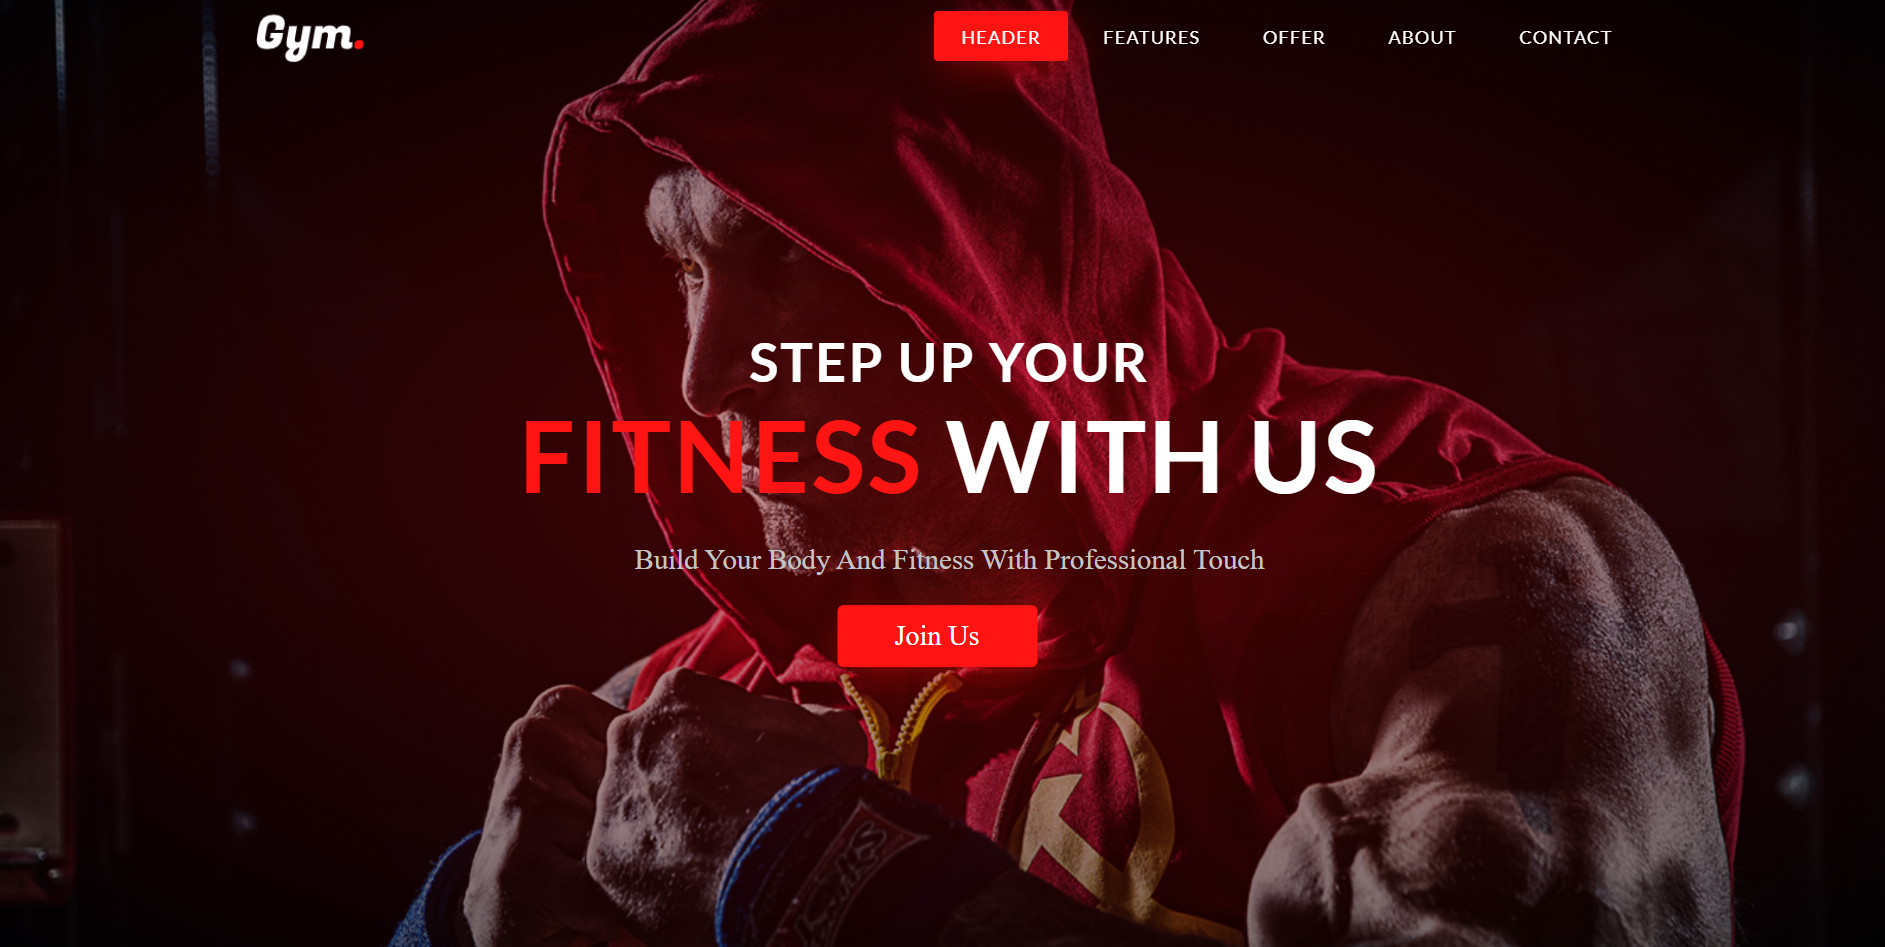 Gym.
HEADER
FEATURES
OFFER
ABOUT
CONTACT
STEP UP YOUR
FITNESS WITH US
Build Your Body And Fitness With Professional Touch
Join Us